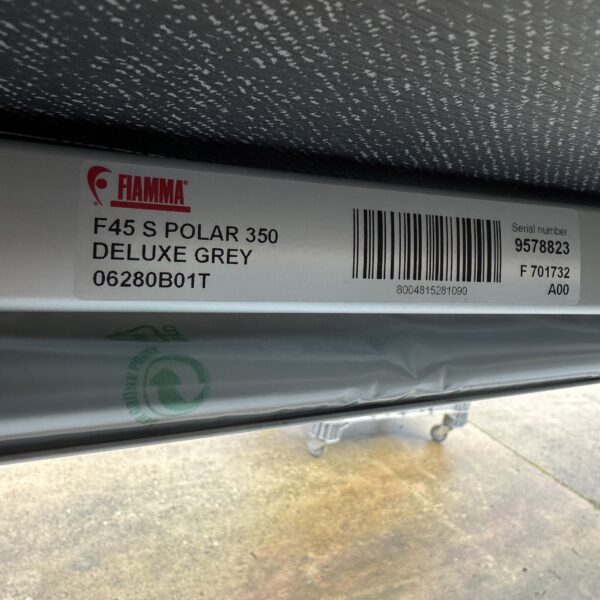 FIAMMA®
F45 S POLAR 350
DELUXE GREY
06280B01T
8004815281090
Serial number:
9578823
F 701732
A00